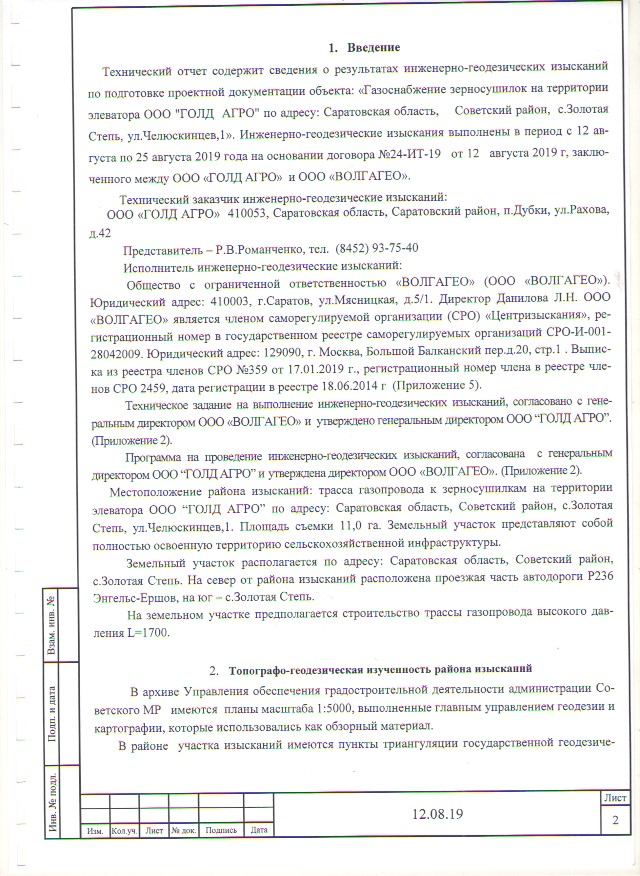 1. Введение
Технический отчет содержит сведения о результатах инженерно-геодезических изысканий
по подготовке проектной документации объекта: «Газоснабжение зерносушилок на территории
элеватора ООО "ГОЛД АГРО" по адресу: Саратовская область, Советский район, с.Золотая
Степь, ул.Челюскинцев,1». Инженерно-геодезические изыскания выполнены в период с 12 ав-
густа по 25 августа 2019 года на основании договора №24-ИТ-19 от 12 августа 2019 г, заклю-
ченного между ООО «ГОЛД АГРО» и ООО «ВОЛГАГЕО».
Технический заказчик инженерно-геодезические изысканий:
ООО «ГОЛД АГРО» 410053, Саратовская область, Саратовский район, п.Дубки, ул.Рахова,
д.42
Представитель – Р.В.Романченко, тел. (8452) 93-75-40
Исполнитель инженерно-геодезические изысканий:
Общество с ограниченной ответственностью «ВОЛГАГЕО» (ООО «ВОЛГАГЕО»).
Юридический адрес: 410003, г.Саратов, ул.Мясницкая, д.5/1. Директор Данилова Л.Н. ООО
«ВОЛГАГЕО» является членом саморегулируемой организации (СРО) «Центризыскания», ре-
гистрационный номер в государственном реестре саморегулируемых организаций СРО-И-001-
28042009. Юридический адрес: 129090, г. Москва, Большой Балканский пер.д.20, стр.1 . Выпис-
ка из реестра членов СРО №359 от 17.01.2019 г., регистрационный номер члена в реестре чле-
нов СРО 2459, дата регистрации в реестре 18.06.2014 г (Приложение 5).
Техническое задание на выполнение инженерно-геодезических изысканий, согласовано с гене-
ральным директором ООО «ВОЛГАГЕО» и утверждено генеральным директором ООО “ГОЛД АГРО”.
(Приложение 2).
Программа на проведение инженерно-геодезических изысканий, согласована с генеральным
директором ООО “ГОЛД АГРО” и утверждена директором ООО «ВОЛГАГЕО». (Приложение 2).
Местоположение района изысканий: трасса газопровода к зерносушилкам на территории
элеватора ООО “ГОЛД АГРО” по адресу: Саратовская область, Советский район, с.Золотая
Степь, ул.Челюскинцев,1. Площадь съемки 11,0 га. Земельный участок представляют собой
полностью освоенную территорию сельскохозяйственной инфраструктуры.
Земельный участок располагается по адресу: Саратовская область, Советский район,
с.Золотая Степь. На север от района изысканий расположена проезжая часть автодороги Р236
Энгельс-Ершов, на юг – с.Золотая Степь.
На земельном участке предполагается строительство трассы газопровода высокого дав-
ления L=1700.
2. Топографо-геодезическая изученность района изысканий
В архиве Управления обеспечения градостроительной деятельности администрации Со-
ветского МР имеются планы масштаба 1:5000, выполненные главным управлением геодезии и
картографии, которые использовались как обзорный материал.
В районе участка изысканий имеются пункты триангуляции государственной геодезиче-
Взам. инв. №
Подп. и дата
Инв. № подл.
Изм. Кол.уч. Лист № док. Подпись Дата
12.08.19
Лист
2